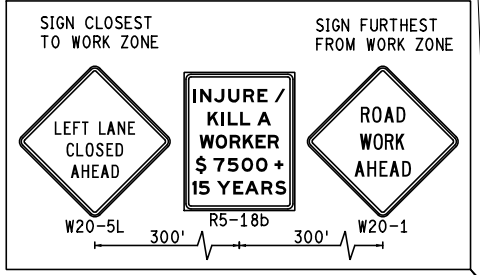 SIGN CLOSEST
TO WORK ZONE
SIGN FURTHEST
FROM WORK ZONE
LEFT LANE
CLOSED
AHEAD
W20-5L
INJURE /
KILL A
WORKER
$ 7500 +
15 YEARS
R5-18b
ROAD
WORK
AHEAD
W20-1
300'
300'